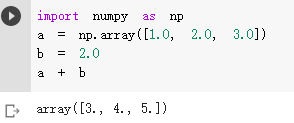 import numpy as np
a = np.array([1.0, 2.0, 3.0])
b = 2.0
a + b
array([3., 4., 5.])